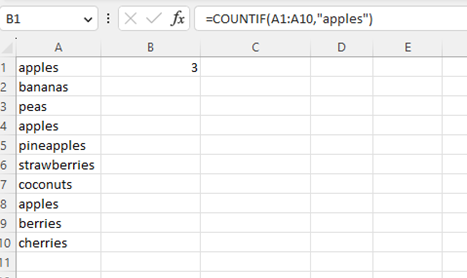 B1 fx =COUNTIF(A1:A10,"apples")
A B C D E
1 apples 3
2 bananas
3 peas
4 apples
5 pineapples
6 strawberries
7 coconuts
8 apples
9 berries
10 cherries
11